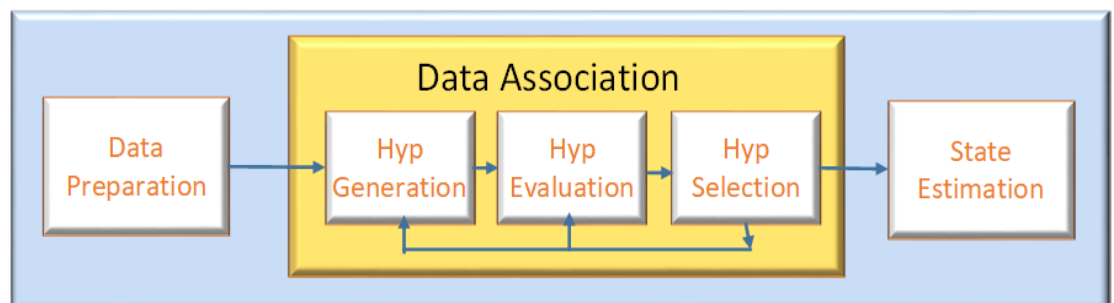 Data Association
Data
Preparation
Hyp
Generation
Hyp
Evaluation
Hyp
Selection
State
Estimation